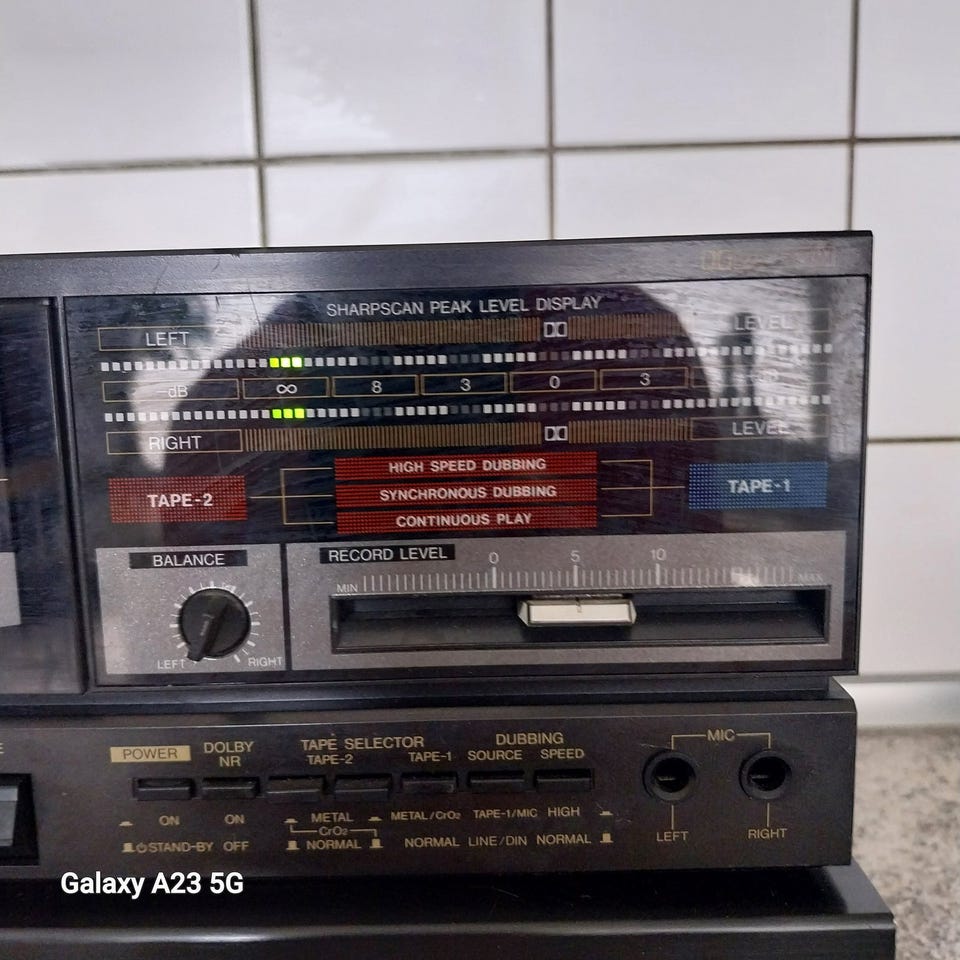 SHARPSCAN PEAK LEVEL DISPLAY
LEFT LEVEL
-dB ∞ 8 3 0 3
RIGHT LEVEL
HIGH SPEED DUBBING
TAPE-2 SYNCHRONOUS DUBBING TAPE-1
CONTINUOUS PLAY
BALANCE RECORD LEVEL 0 5 10
MIN MAX
LEFT RIGHT
POWER DOLBY NR TAPE SELECTOR TAPE-2 TAPE-1 DUBBING SOURCE SPEED MIC
ON ON METAL METAL/CrO2 TAPE-1/MIC HIGH
CrO2
STAND-BY OFF NORMAL NORMAL LINE/DIN NORMAL
LEFT RIGHT
Galaxy A23 5G